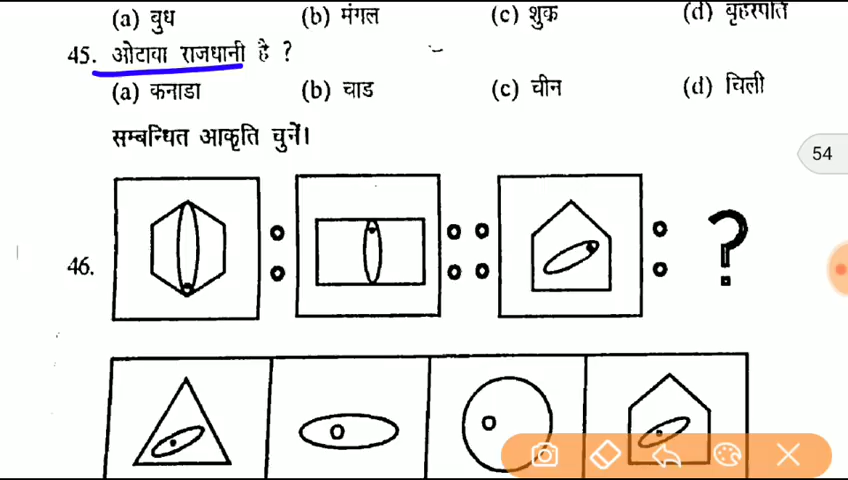 (a) बुध (b) मंगल (c) शुक्र (d) वृहस्पति
45. ओटावा राजधानी है ?
(a) कनाडा (b) चाड (c) चीन (d) चिली
सम्बन्धित आकृति चुनें।
54
46.
?